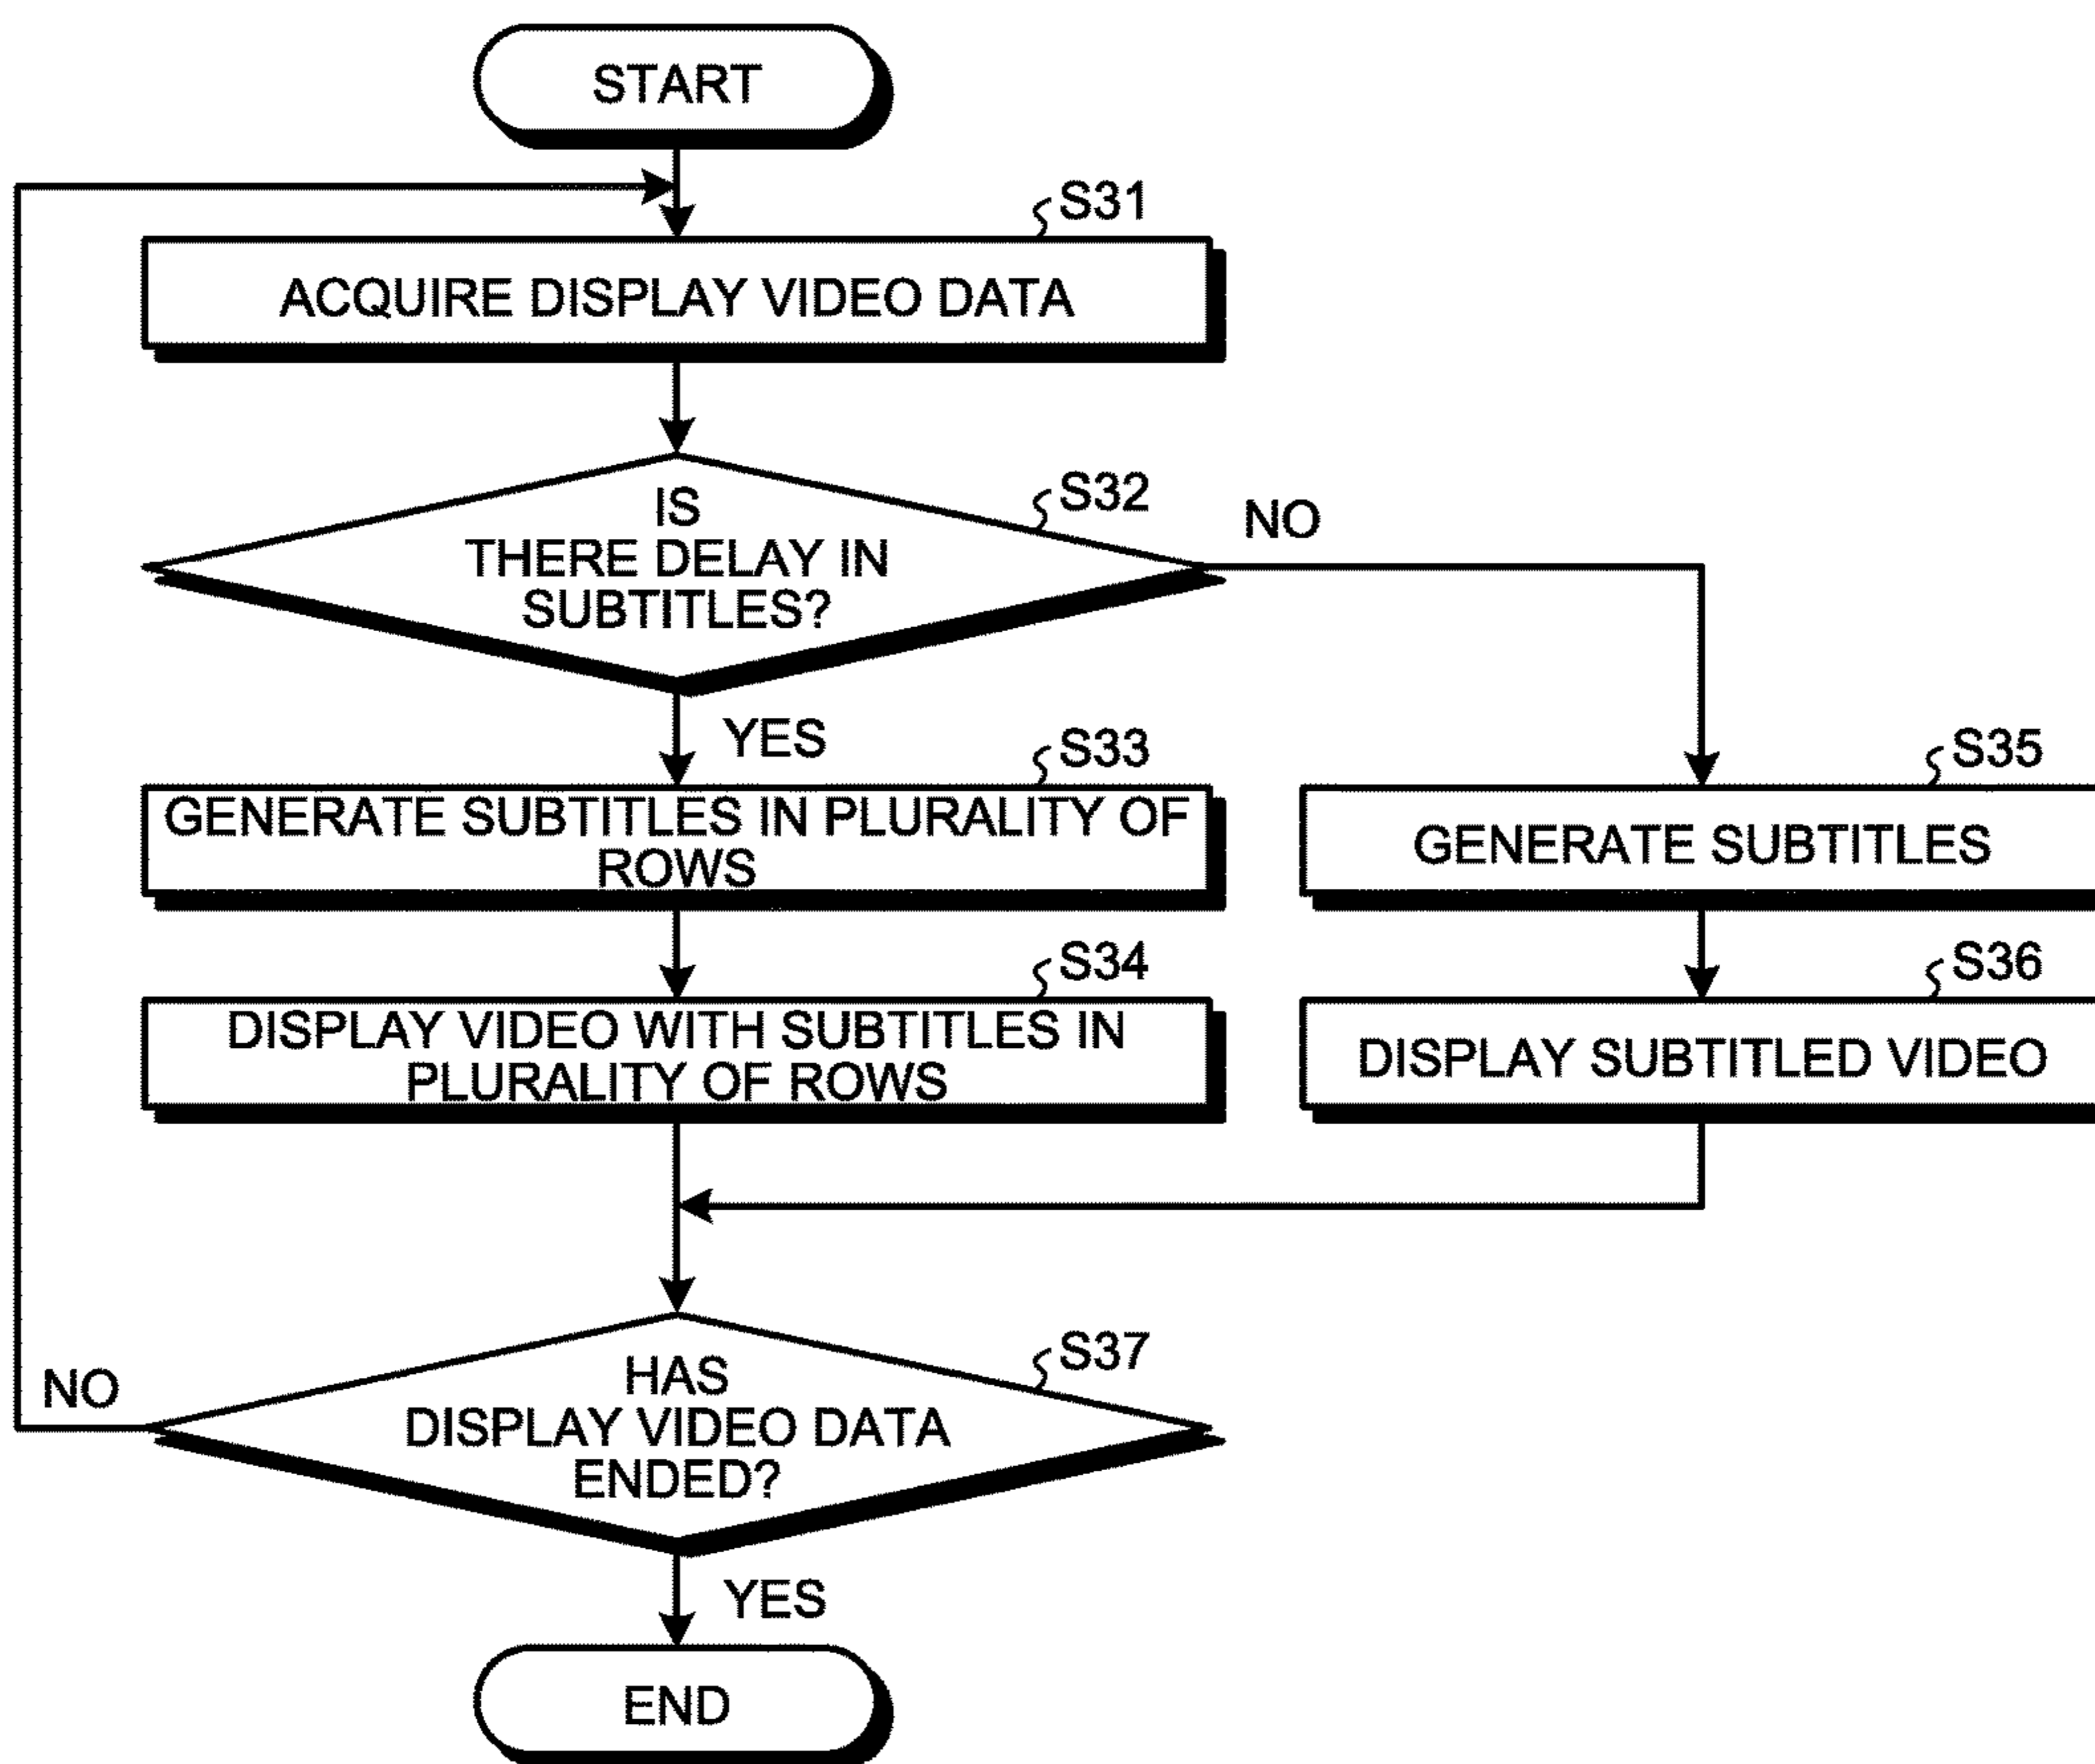 START
S31
ACQUIRE DISPLAY VIDEO DATA
S32
IS
THERE DELAY IN
SUBTITLES?
NO
YES
S33
GENERATE SUBTITLES IN PLURALITY OF
ROWS
S35
GENERATE SUBTITLES
S34
DISPLAY VIDEO WITH SUBTITLES IN
PLURALITY OF ROWS
S36
DISPLAY SUBTITLED VIDEO
S37
HAS
DISPLAY VIDEO DATA
ENDED?
NO
YES
END